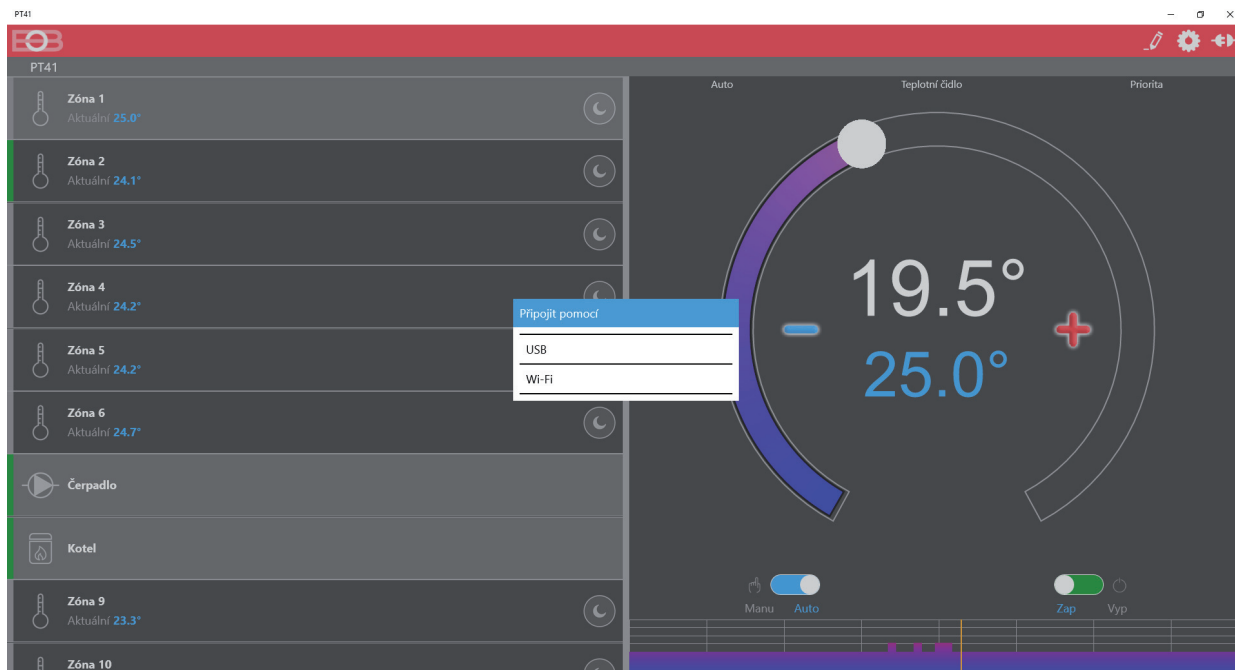 PT41
EOB
PT41
Zóna 1
Aktuální 25.0°
Zóna 2
Aktuální 24.1°
Zóna 3
Aktuální 24.5°
Zóna 4
Aktuální 24.2°
Zóna 5
Aktuální 24.2°
Zóna 6
Aktuální 24.7°
Čerpadlo
Kotel
Zóna 9
Aktuální 23.3°
Zóna 10
Připojit pomocí
USB
Wi-Fi
Auto Teplotní čidlo Priorita
19.5°
25.0°
Manu Auto Zap Vyp